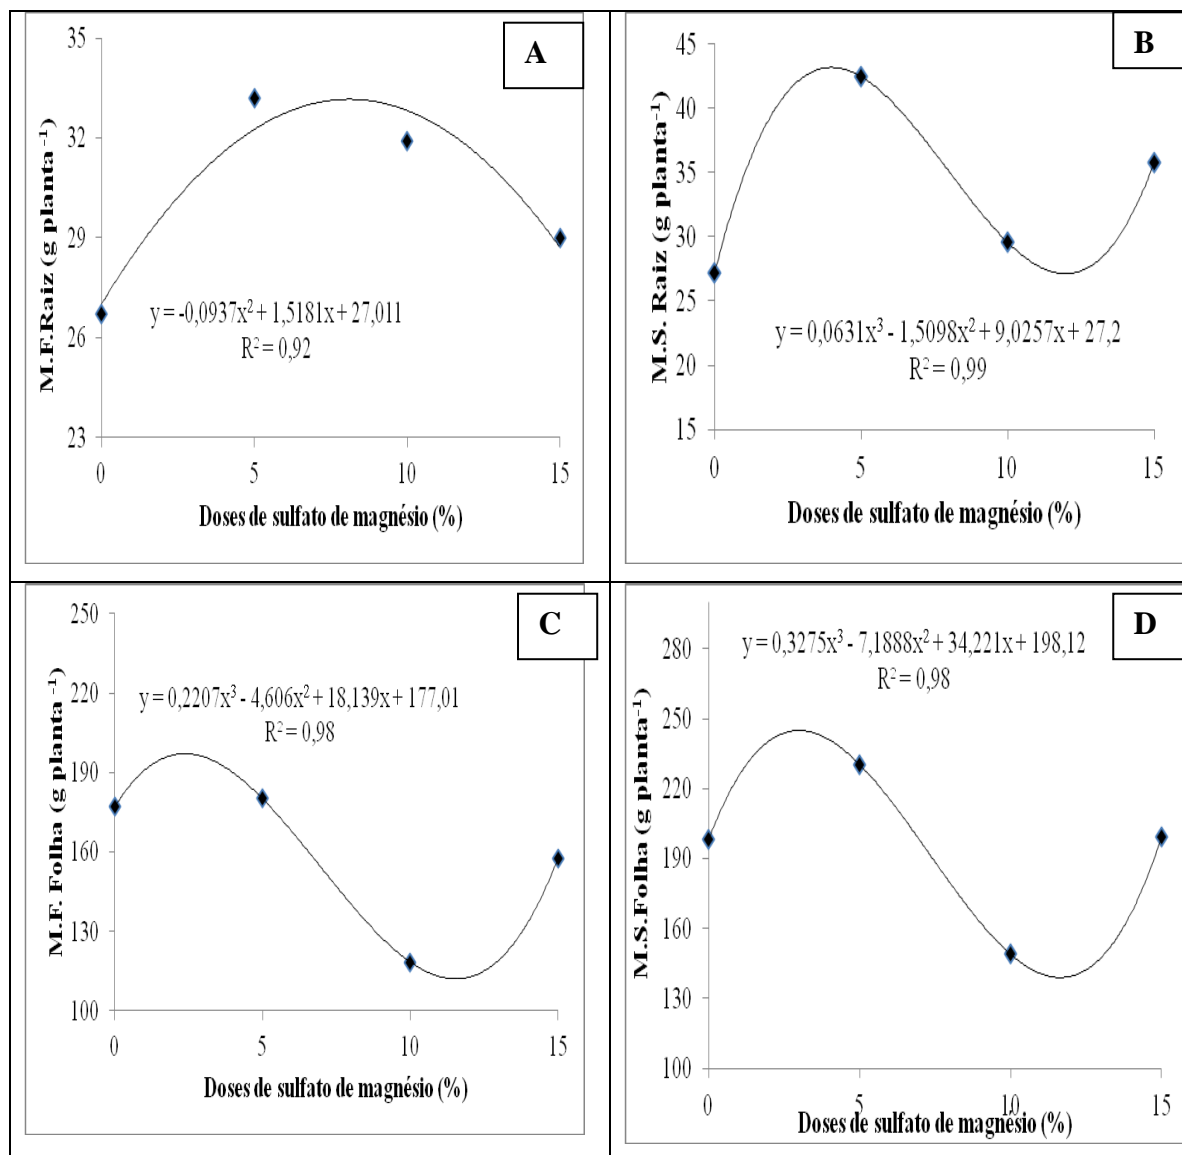 A
35
32
29
26
23
M.F.Raiz (g planta⁻¹)
y = -0,0937x² + 1,5181x + 27,011
R² = 0,92
0 5 10 15
Doses de sulfato de magnésio (%)
B
45
40
35
30
25
20
15
M.S. Raiz (g planta⁻¹)
y = 0,0631x³ - 1,5098x² + 9,0257x + 27,2
R² = 0,99
0 5 10 15
Doses de sulfato de magnésio (%)
C
250
220
190
160
130
100
M.F. Folha (g planta⁻¹)
y = 0,2207x³ - 4,606x² + 18,139x + 177,01
R² = 0,98
0 5 10 15
Doses de sulfato de magnésio (%)
D
280
250
220
190
160
130
100
M.S.Folha (g planta⁻¹)
y = 0,3275x³ - 7,1888x² + 34,221x + 198,12
R² = 0,98
0 5 10 15
Doses de sulfato de magnésio (%)